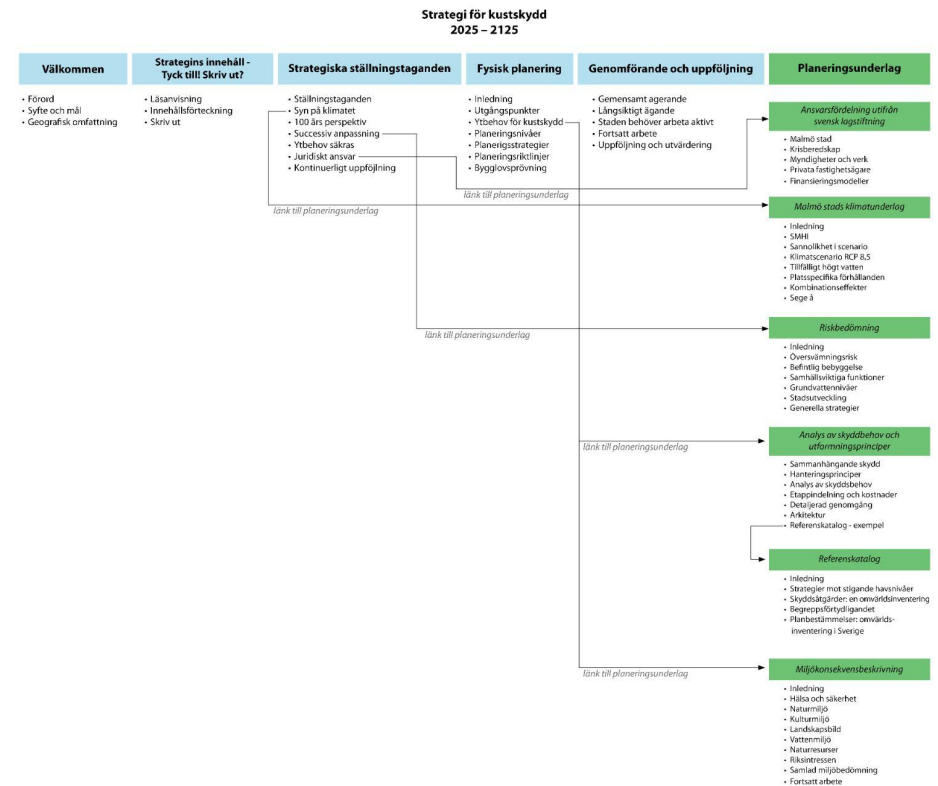 Strategi för kustskydd
2025 – 2125
Välkommen
• Förord
• Syfte och mål
• Geografisk omfattning
Strategins innehåll -
Tyck till! Skriv ut?
• Läsanvisning
• Innehållsförteckning
• Skriv ut
Strategiska ställningstaganden
• Ställningstaganden
• Syn på klimatet
• 100 års perspektiv
• Successiv anpassning
• Ytbehov säkras
• Juridiskt ansvar
• Kontinuerligt uppföljning
Fysisk planering
• Inledning
• Utgångspunkter
• Ytbehov för kustskydd
• Planeringsnivåer
• Planerigsstrategier
• Planeringsriktlinjer
• Bygglovsprövning
Genomförande och uppföljning
• Gemensamt agerande
• Långsiktigt ägande
• Staden behöver arbeta aktivt
• Fortsatt arbete
• Uppföljning och utvärdering
Planeringsunderlag
Ansvarsfördelning utifrån
svensk lagstiftning
• Malmö stad
• Krisberedskap
• Myndigheter och verk
• Privata fastighetsägare
• Finansieringsmodeller
länk till planeringsunderlag
länk till planeringsunderlag
Malmö stads klimatunderlag
• Inledning
• SMHI
• Sannolikhet i scenario
• Klimatscenario RCP 8,5
• Tillfälligt högt vatten
• Platsspecifika förhållanden
• Kombinationseffekter
• Sege å
länk till planeringsunderlag
Riskbedömning
• Inledning
• Översvämningsrisk
• Befintlig bebyggelse
• Samhällsviktiga funktioner
• Grundvattennivåer
• Stadsutveckling
• Generella strategier
länk till planeringsunderlag
Analys av skyddbehov och
utformningsprinciper
• Sammanhängande skydd
• Hanteringsprinciper
• Analys av skyddsbehov
• Etappindelning och kostnader
• Detaljerad genomgång
• Arkitektur
• Referenskatalog - exempel
Referenskatalog
• Inledning
• Strategier mot stigande havsnivåer
• Skyddsåtgärder: en omvärldsinventering
• Begreppsförtydligandet
• Planbestämmelser: omvärlds-
inventering i Sverige
länk till planeringsunderlag
Miljökonsekvensbeskrivning
• Inledning
• Hälsa och säkerhet
• Naturmiljö
• Kulturmiljö
• Landskapsbild
• Vattenmiljö
• Naturresurser
• Riksintressen
• Samlad miljöbedömning
• Fortsatt arbete